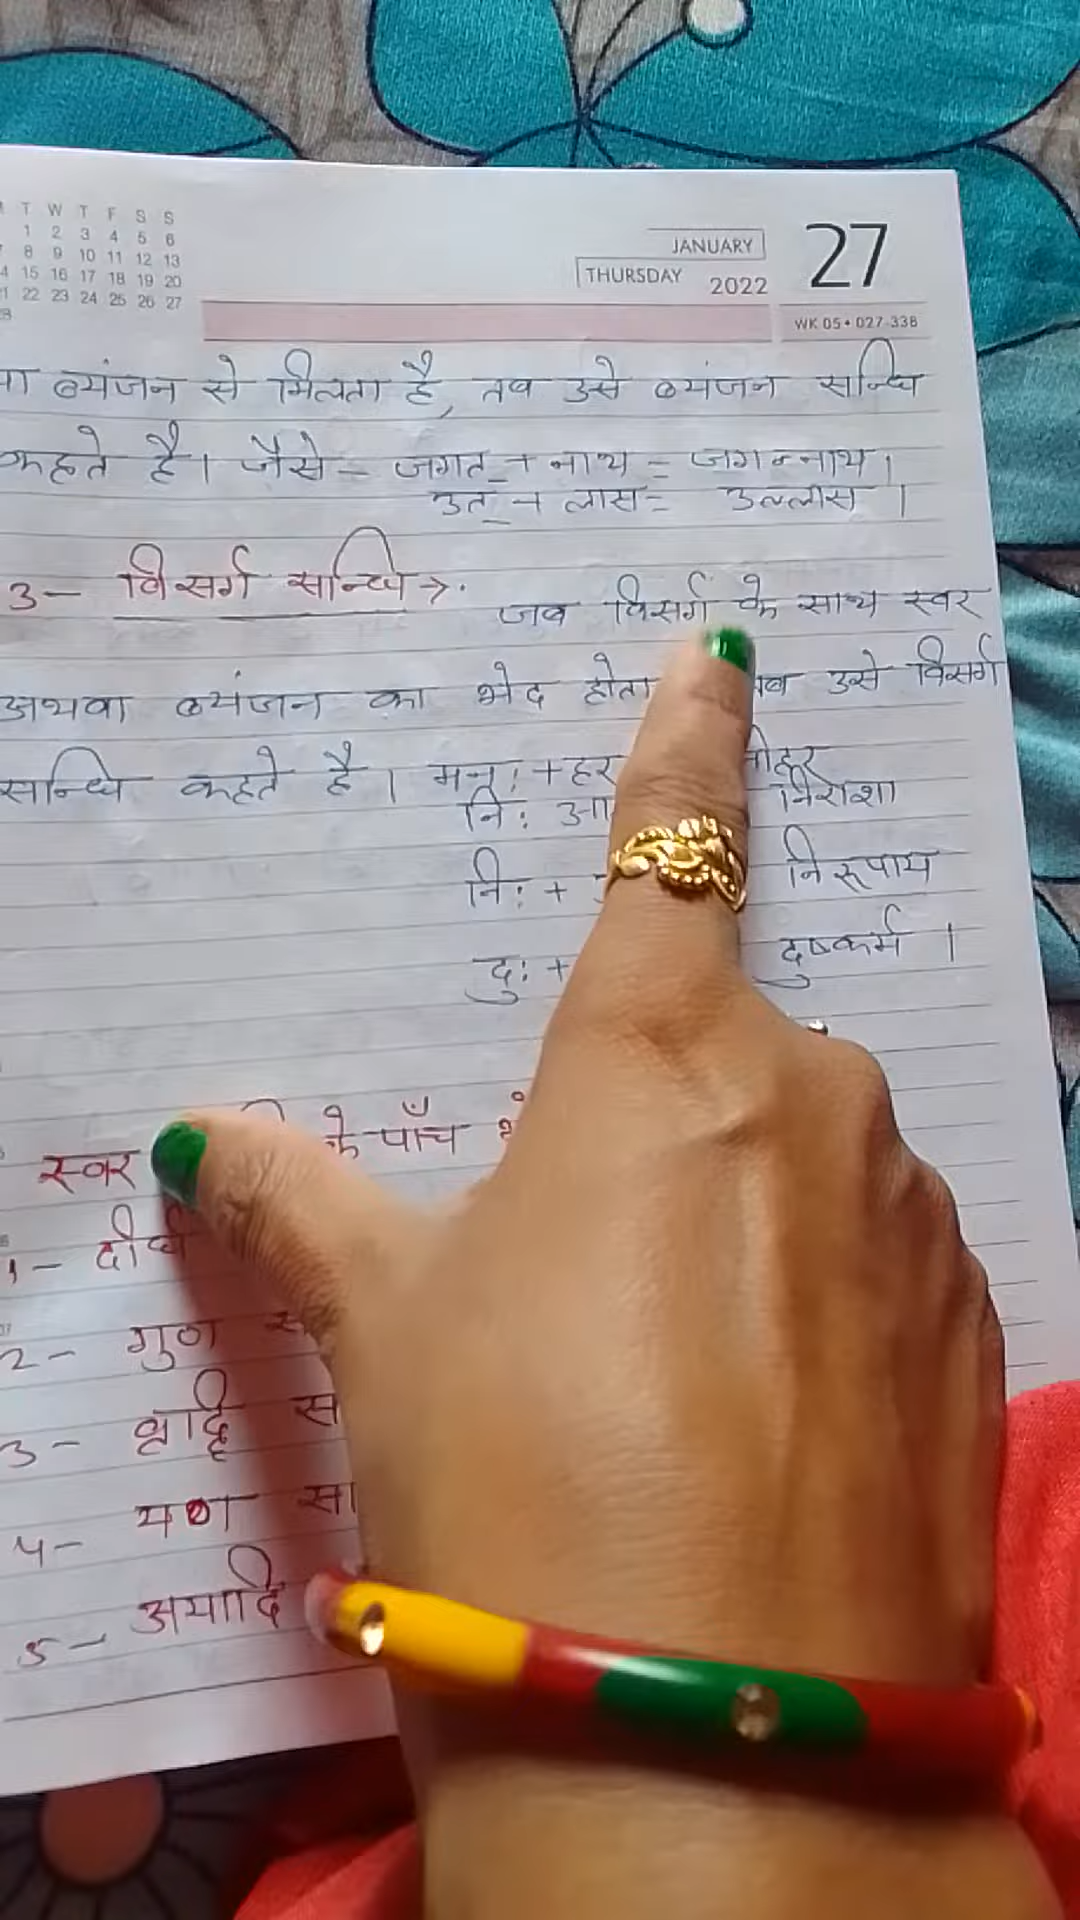 T W T F S S
1 2 3 4 5 6
8 9 10 11 12 13
15 16 17 18 19 20
22 23 24 25 26 27
JANUARY
THURSDAY 2022
27
WK 05 • 027-338
व्यंजन से मिलता है, तब उसे व्यंजन सन्धि
कहते है। जैसे - जगत् + नाथ = जगन्नाथ।
उत् + लास = उल्लास।
3- विसर्ग सन्धि →
जब विसर्ग के साथ स्वर
अथवा व्यंजन का भेद होता उसे विसर्ग
सन्धि कहते है। मन: + हर
नि: आ निराशा
नि: + निरूपाय
दु: + दुष्कर्म।
स्वर के पाँच
1- दीर्घ
2- गुण
3- वृद्धि
4- यण
5- अयादि